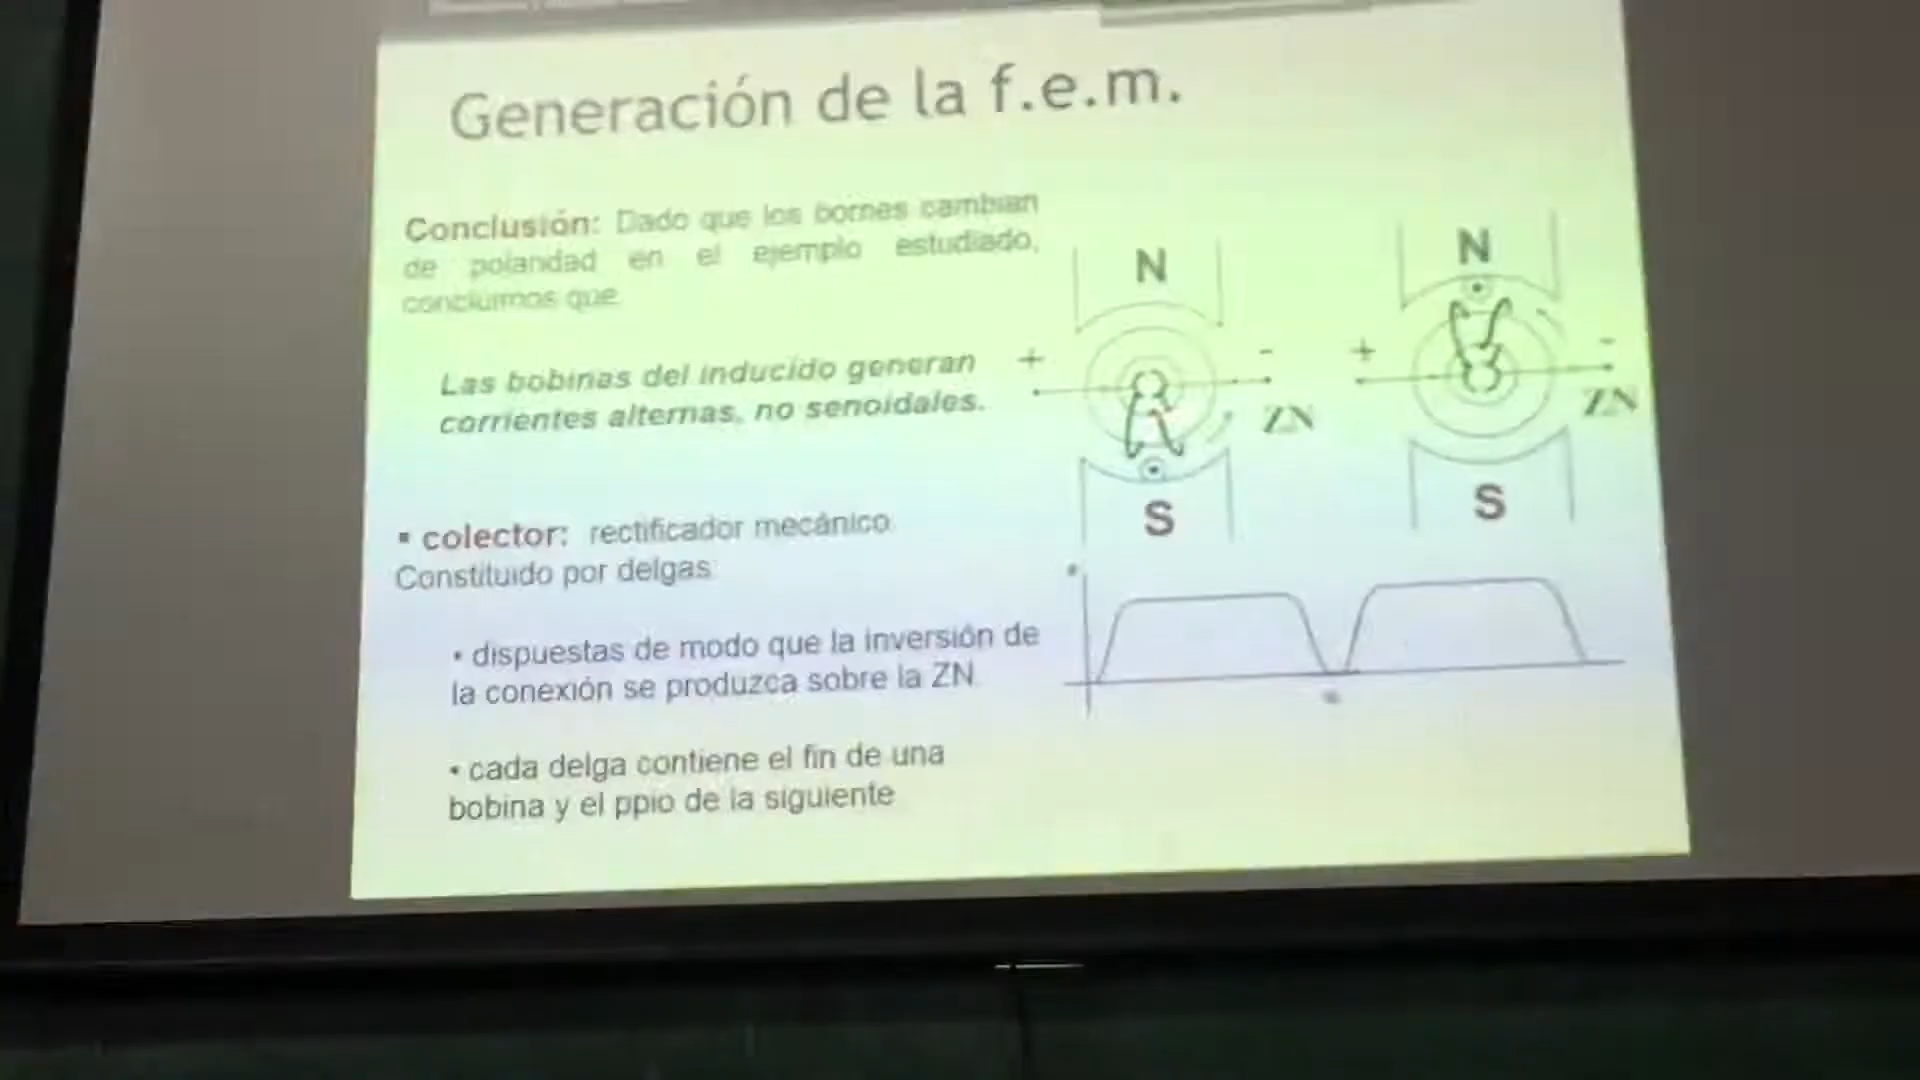 Generación de la f.e.m.
Conclusión: Dado que los bornes cambian
de polaridad en el ejemplo estudiado,
concluimos que
Las bobinas del inducido generan
corrientes alternas, no senoidales.
▪ colector: rectificador mecánico
Constituido por delgas
• dispuestas de modo que la inversión de
la conexión se produzca sobre la ZN
• cada delga contiene el fin de una
bobina y el ppio de la siguiente
N
N
+ -
+ -
ZN
ZN
S
S